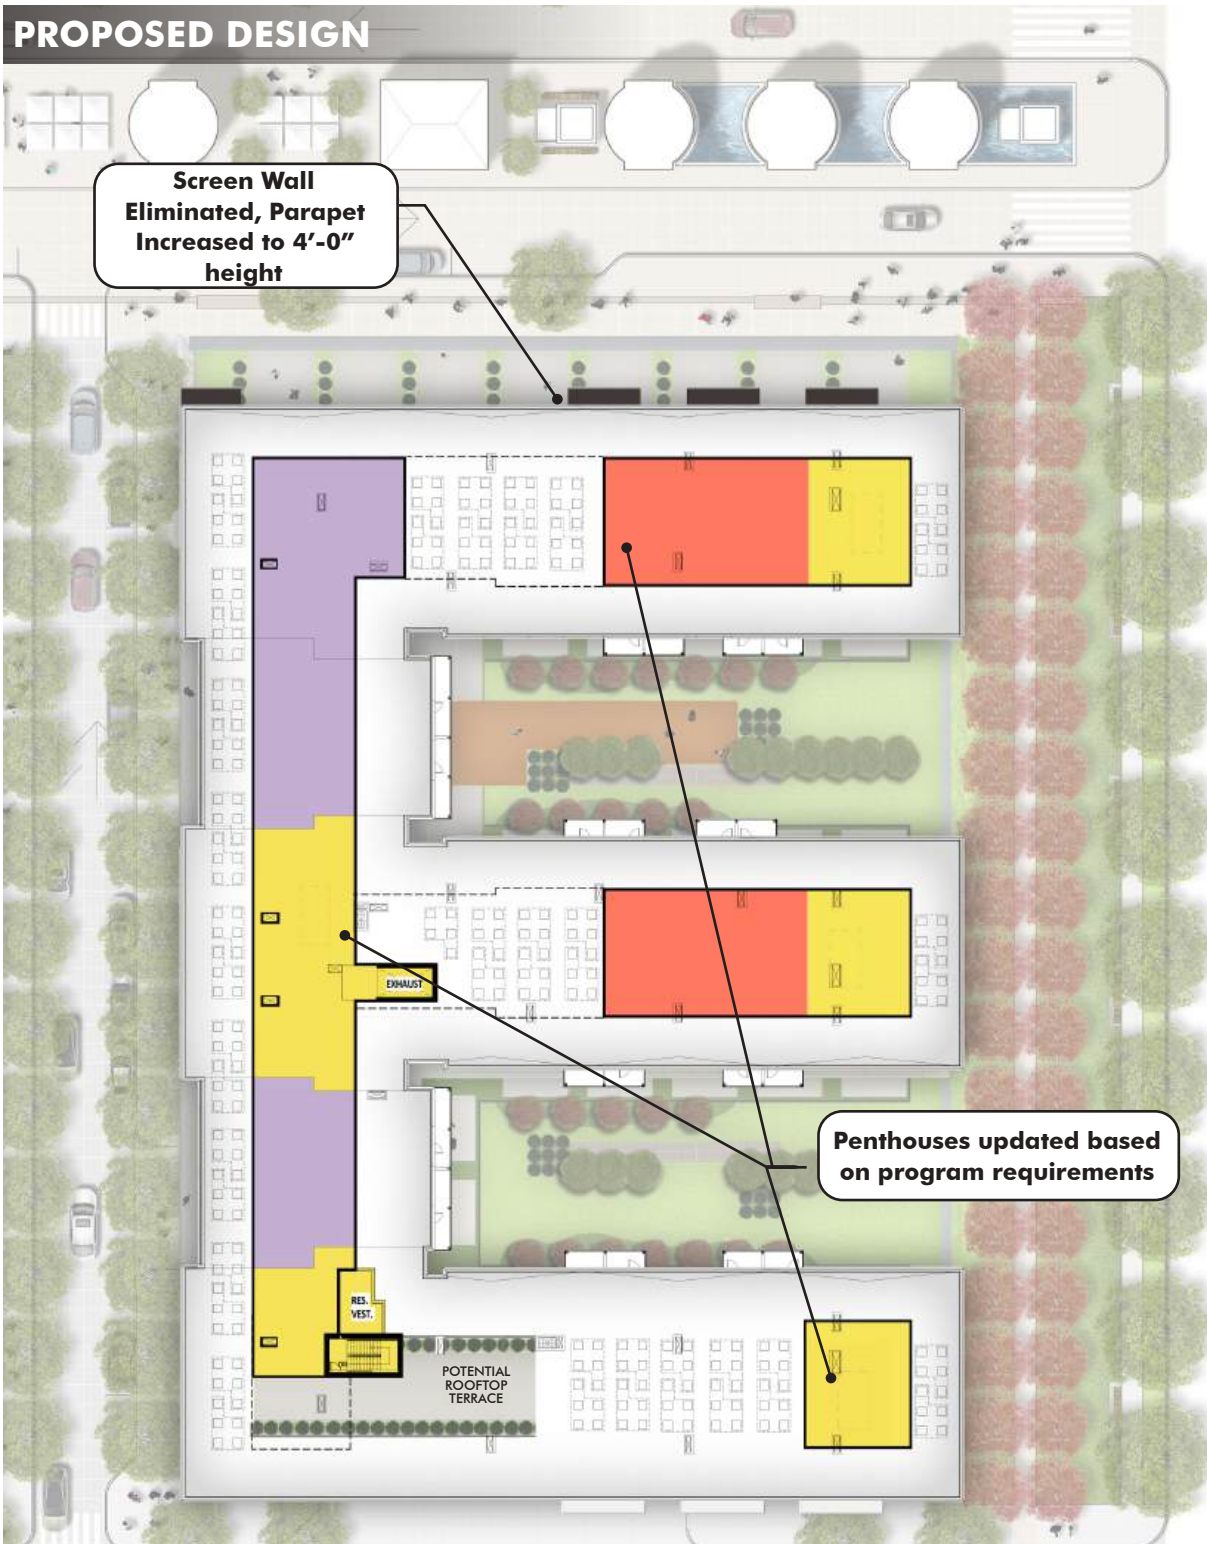 PROPOSED DESIGN
Screen Wall
Eliminated, Parapet
Increased to 4'-0"
height
EXHAUST
Penthouses updated based
on program requirements
RES.
VEST.
POTENTIAL
ROOFTOP
TERRACE